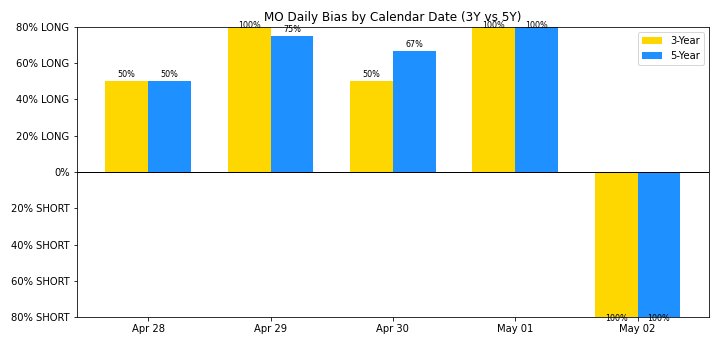 MO Daily Bias by Calendar Date (3Y vs 5Y)
80% LONG
60% LONG
40% LONG
20% LONG
0%
20% SHORT
40% SHORT
60% SHORT
80% SHORT
50%
50%
100%
75%
50%
67%
100%
100%
100%
100%
3-Year
5-Year
Apr 28
Apr 29
Apr 30
May 01
May 02